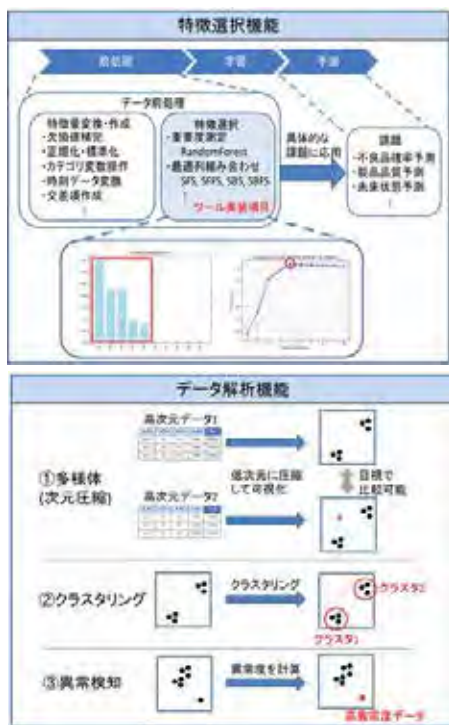 特徴選択機能
前処理
学習
予測
データ前処理
特徴量変換・作成
・欠損値補完
・正規化・標準化
・カテゴリ変数操作
・時刻データ変換
・交差項作成
特徴選択
・重要度測定
RandomForest
・最適列組み合わせ
SFS, SFFS, SBS, SBFS
ツール実装項目
具体的な
課題に応用
課題
・不良品確率予測
・製品品質予測
・未来状態予測
データ解析機能
①多様体
(次元圧縮)
高次元データ1
高次元データ2
低次元に圧縮
して可視化
目視で
比較可能
②クラスタリング
クラスタリング
クラスタ2
クラスタ1
③異常検知
異常度を計算
高異常度データ